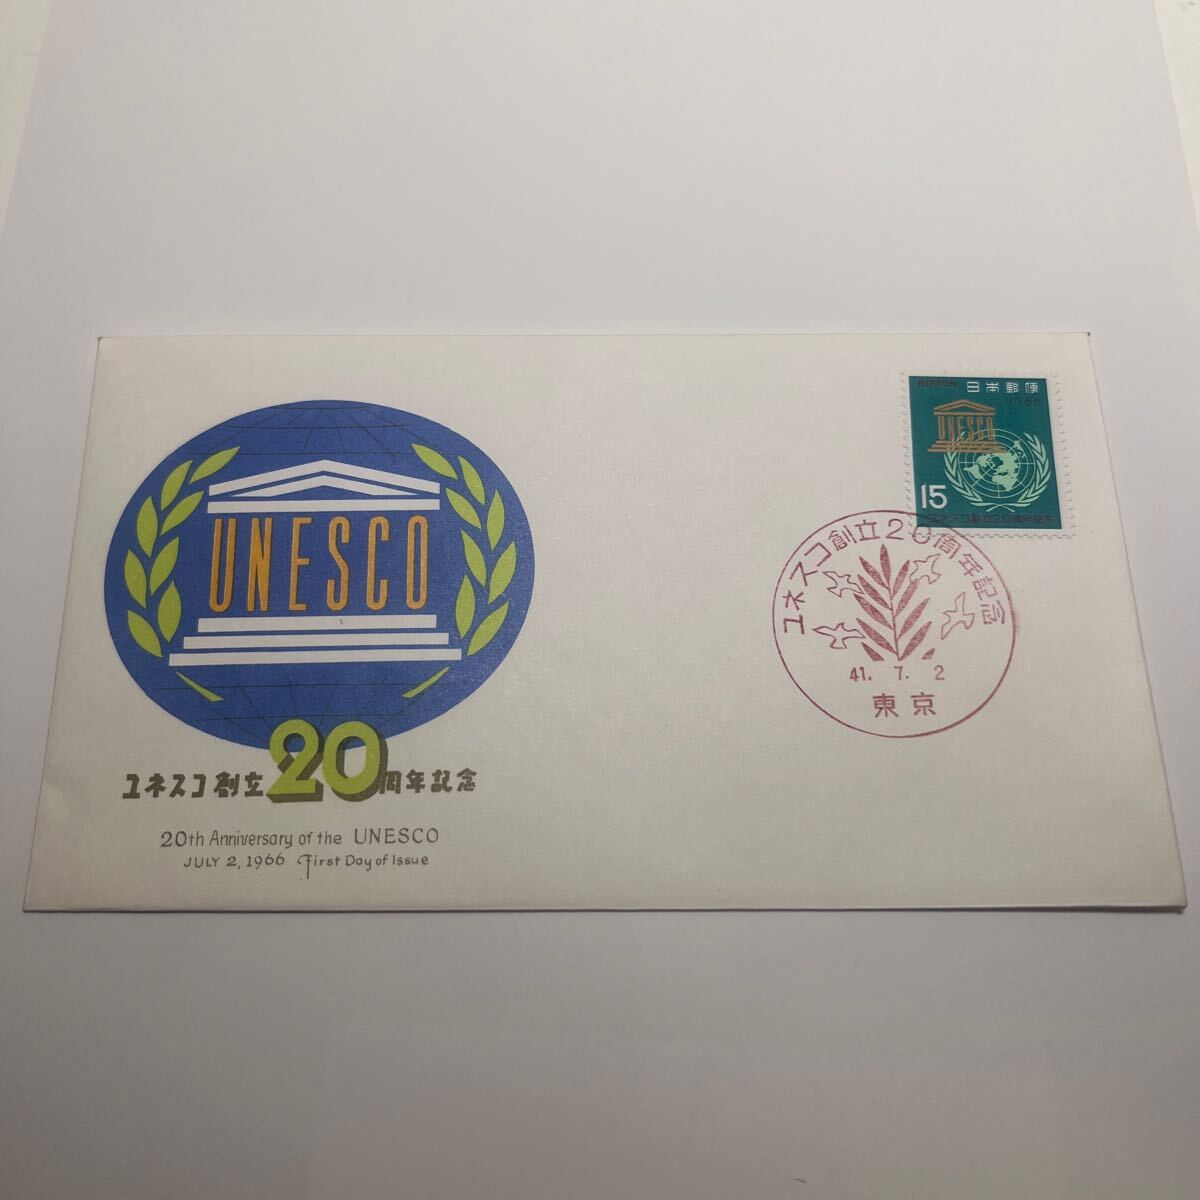 UNESCO
ユネスコ創立20周年記念
20th Anniversary of the UNESCO
JULY 2, 1966 First Day of Issue
NIPPON 日本郵便
1966
UNESCO
15
ユネスコ創立20周年記念
ユネスコ創立20周年記念
41. 7. 2
東京